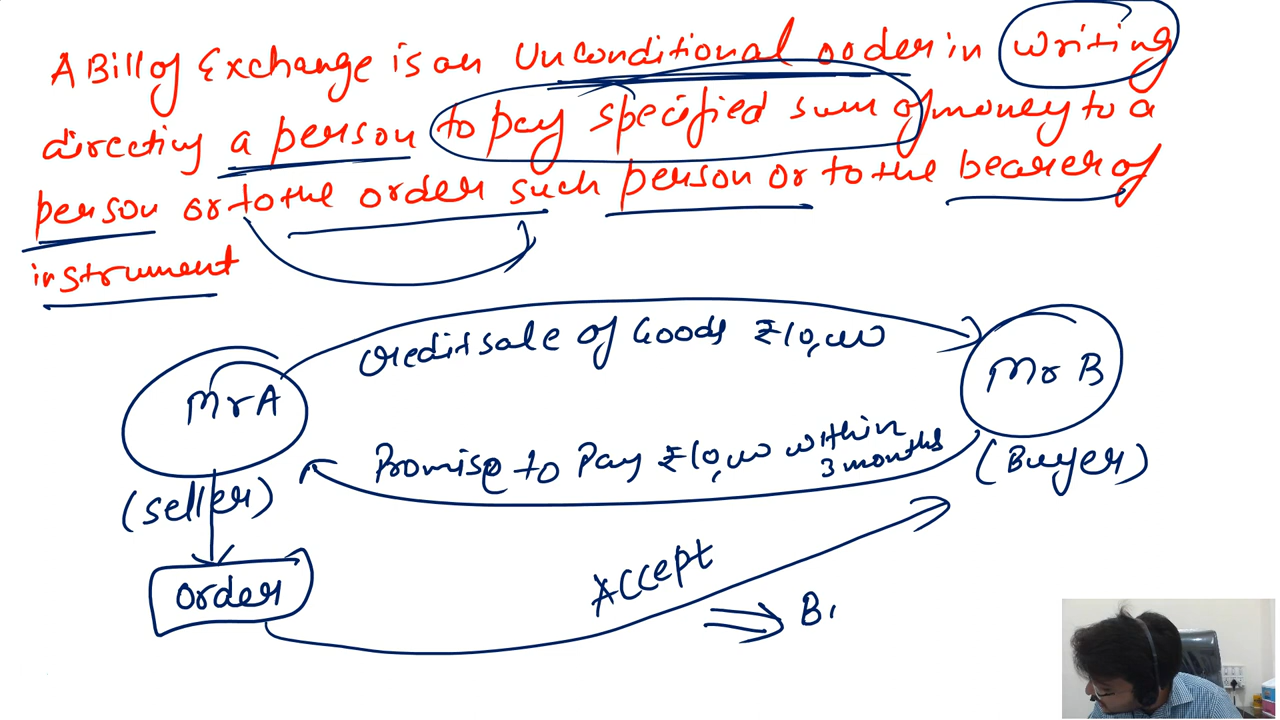 A Bill of Exchange is an Unconditional order in writing
directing a person to pay specified sum of money to a
person or to the order such person or to the bearer of
instrument
Credit sale of Goods ₹10,000
Mr A
Mr B
Promise to Pay ₹10,000 within
3 months
(Seller)
(Buyer)
order
Accept
B.